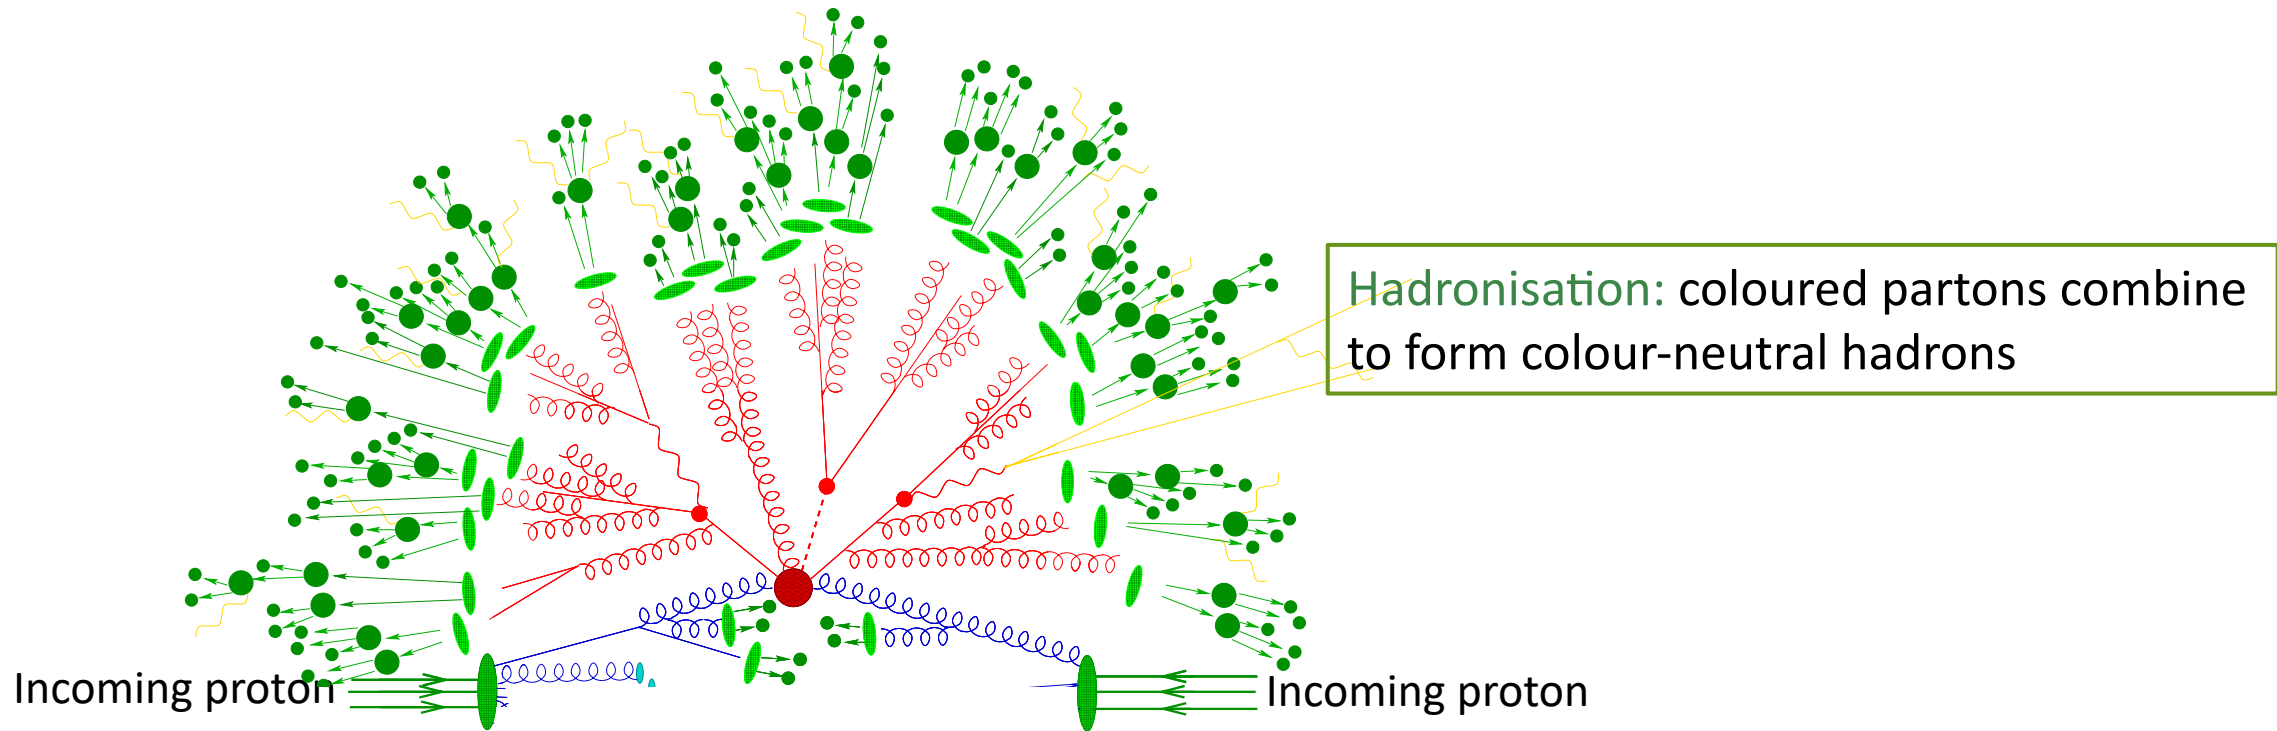 Hadronisation: coloured partons combine
to form colour-neutral hadrons
Incoming proton
Incoming proton